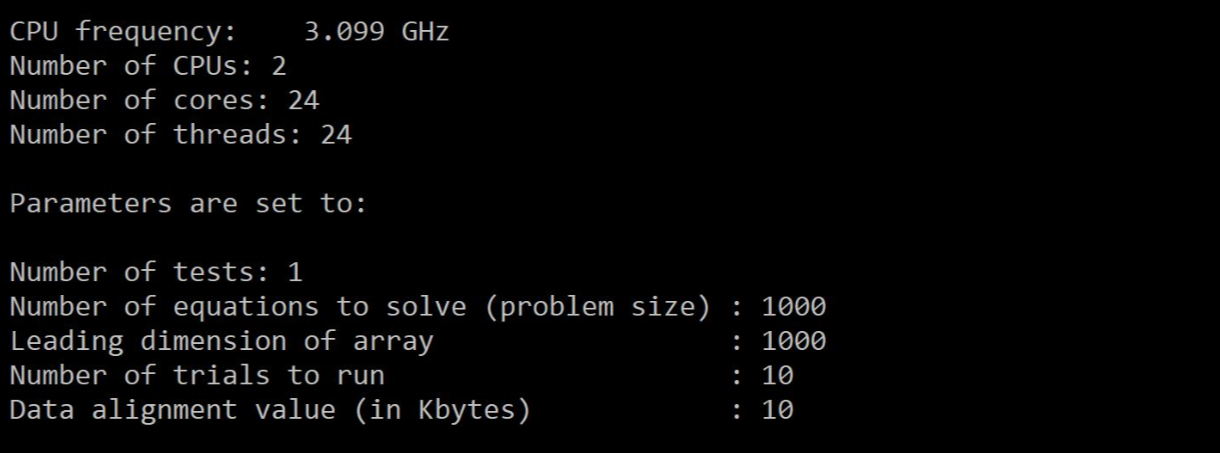 CPU frequency:    3.099 GHz
Number of CPUs: 2
Number of cores: 24
Number of threads: 24
Parameters are set to:
Number of tests: 1
Number of equations to solve (problem size) : 1000
Leading dimension of array                  : 1000
Number of trials to run                     : 10
Data alignment value (in Kbytes)            : 10